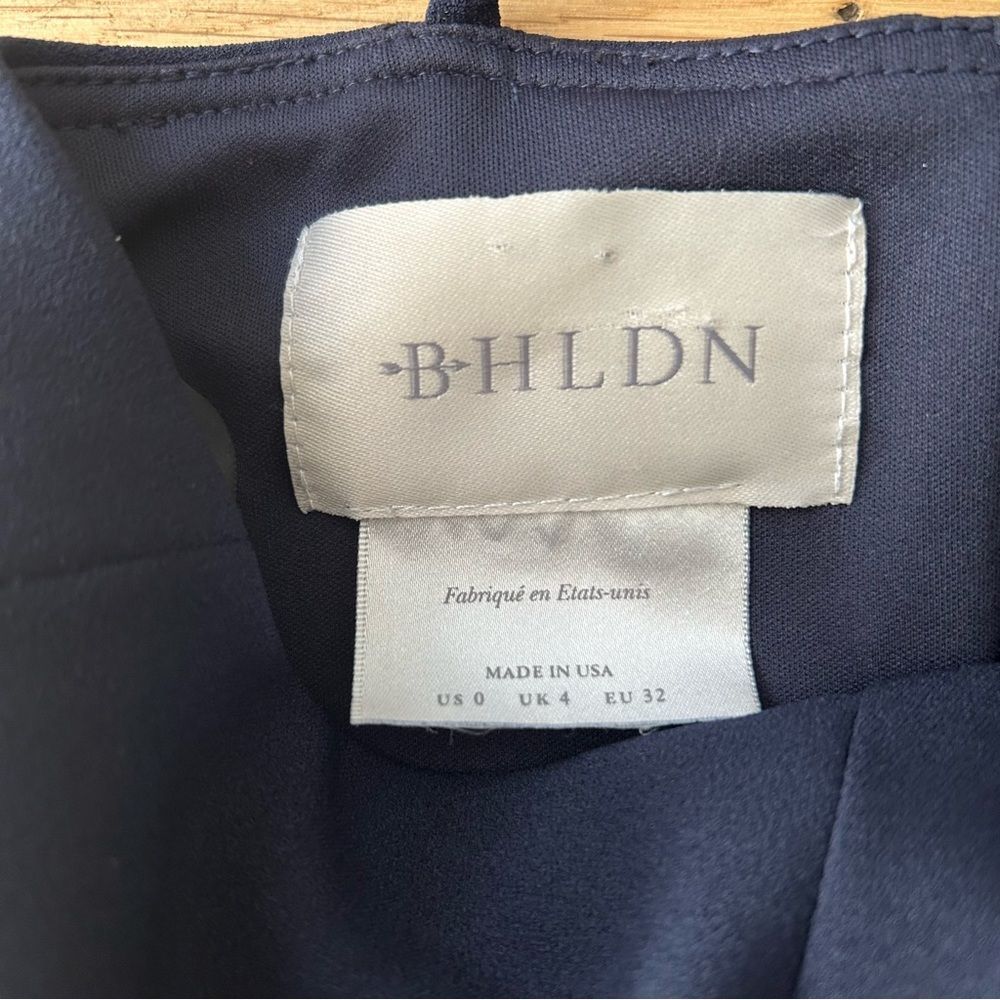 BHLDN
Fabriqué en Etats-unis
MADE IN USA
US 0 UK 4 EU 32